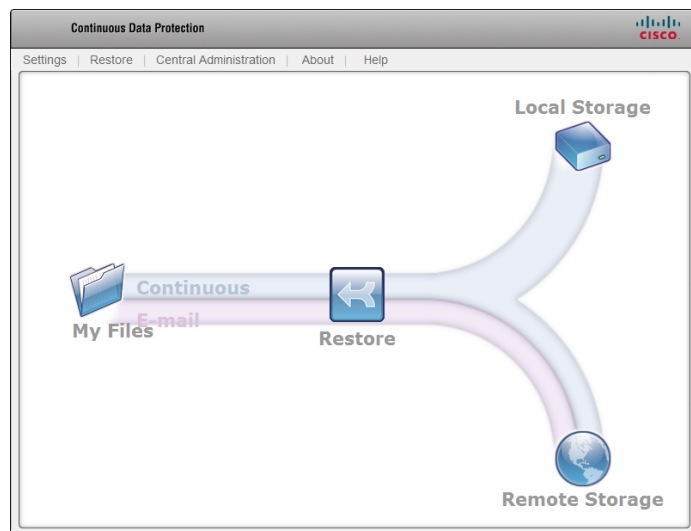 Continuous Data Protection
CISCO.
Settings | Restore | Central Administration | About | Help
Local Storage
Continuous
E-mail
My Files
Restore
Remote Storage